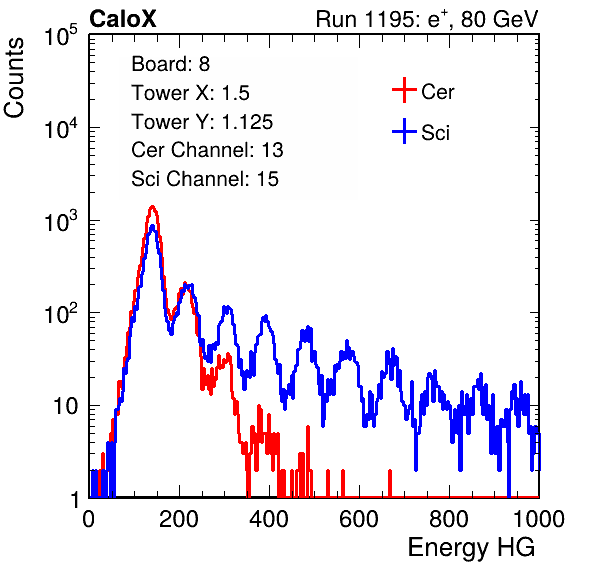 CaloX Run 1195: e⁺, 80 GeV
Counts
10⁵
10⁴
10³
10²
10
1
Board: 8
Tower X: 1.5
Tower Y: 1.125
Cer Channel: 13
Sci Channel: 15
Cer
Sci
0 200 400 600 800 1000
Energy HG